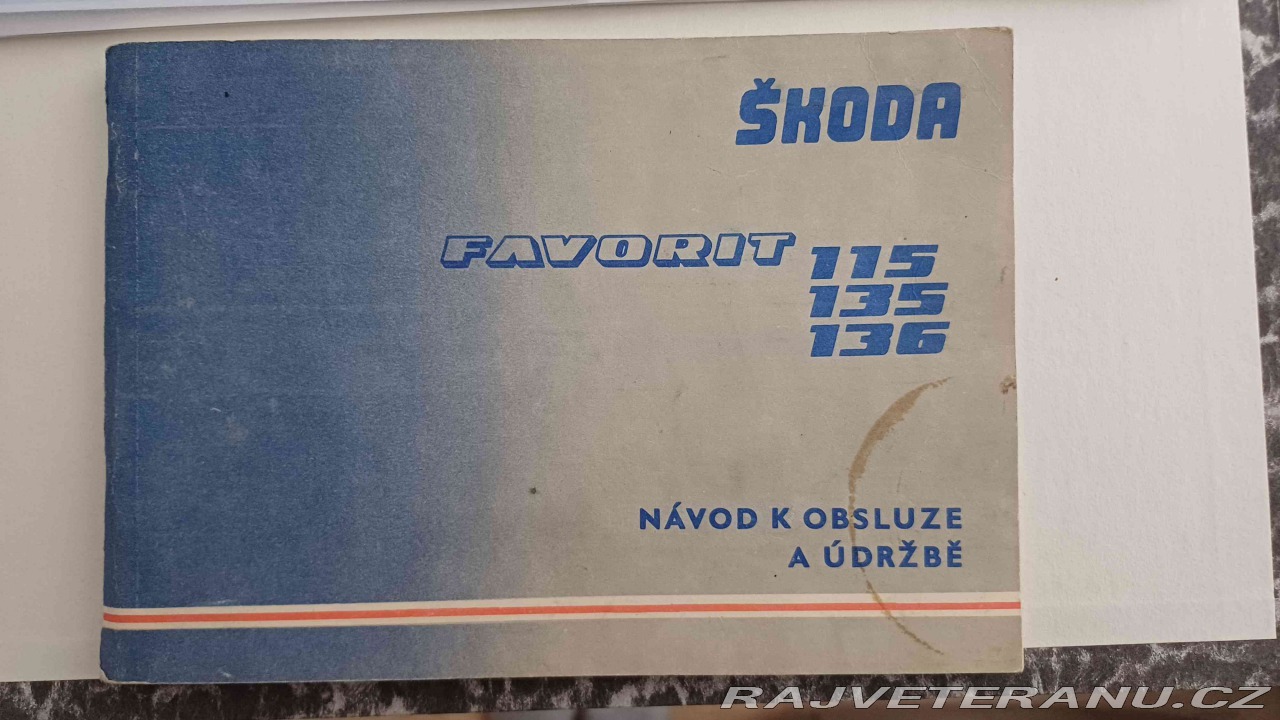 ŠKODA
FAVORIT 115
135
136
NÁVOD K OBSLUZE
A ÚDRŽBĚ
RAJVETERANU.CZ